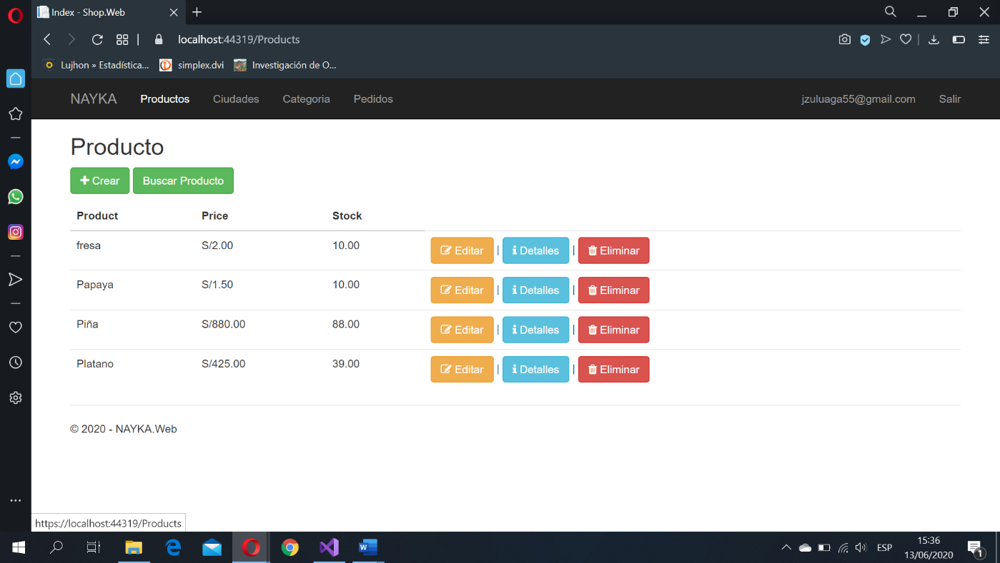 Index - Shop.Web
localhost:44319/Products
Lujhon » Estadística... simplex.dvi Investigación de O...
NAYKA Productos Ciudades Categoria Pedidos jzuluaga55@gmail.com Salir
Producto
Crear Buscar Producto
Product Price Stock
fresa S/2.00 10.00 Editar | Detalles | Eliminar
Papaya S/1.50 10.00 Editar | Detalles | Eliminar
Piña S/880.00 88.00 Editar | Detalles | Eliminar
Platano S/425.00 39.00 Editar | Detalles | Eliminar
© 2020 - NAYKA.Web
https://localhost:44319/Products
ESP 15:36
13/06/2020 1